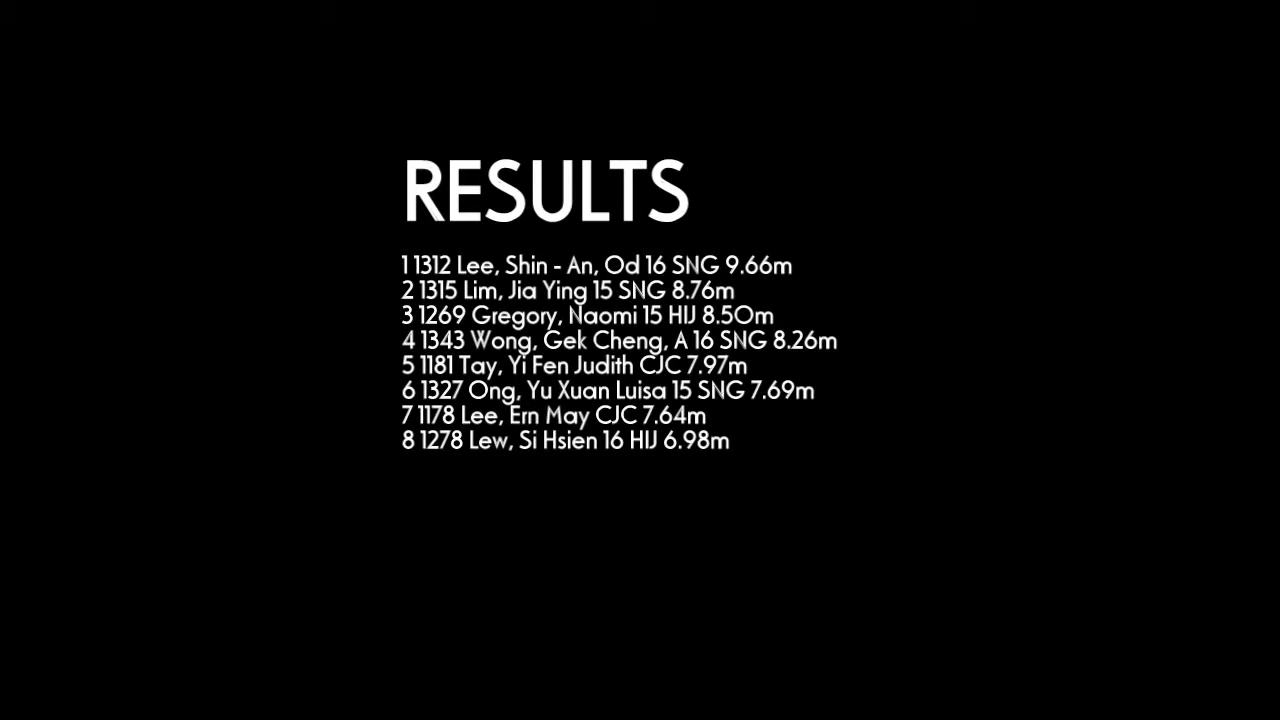 RESULTS
1 1312 Lee, Shin - An, Od 16 SNG 9.66m
2 1315 Lim, Jia Ying 15 SNG 8.76m
3 1269 Gregory, Naomi 15 HIJ 8.50m
4 1343 Wong, Gek Cheng, A 16 SNG 8.26m
5 1181 Tay, Yi Fen Judith CJC 7.97m
6 1327 Ong, Yu Xuan Luisa 15 SNG 7.69m
7 1178 Lee, Ern May CJC 7.64m
8 1278 Lew, Si Hsien 16 HIJ 6.98m